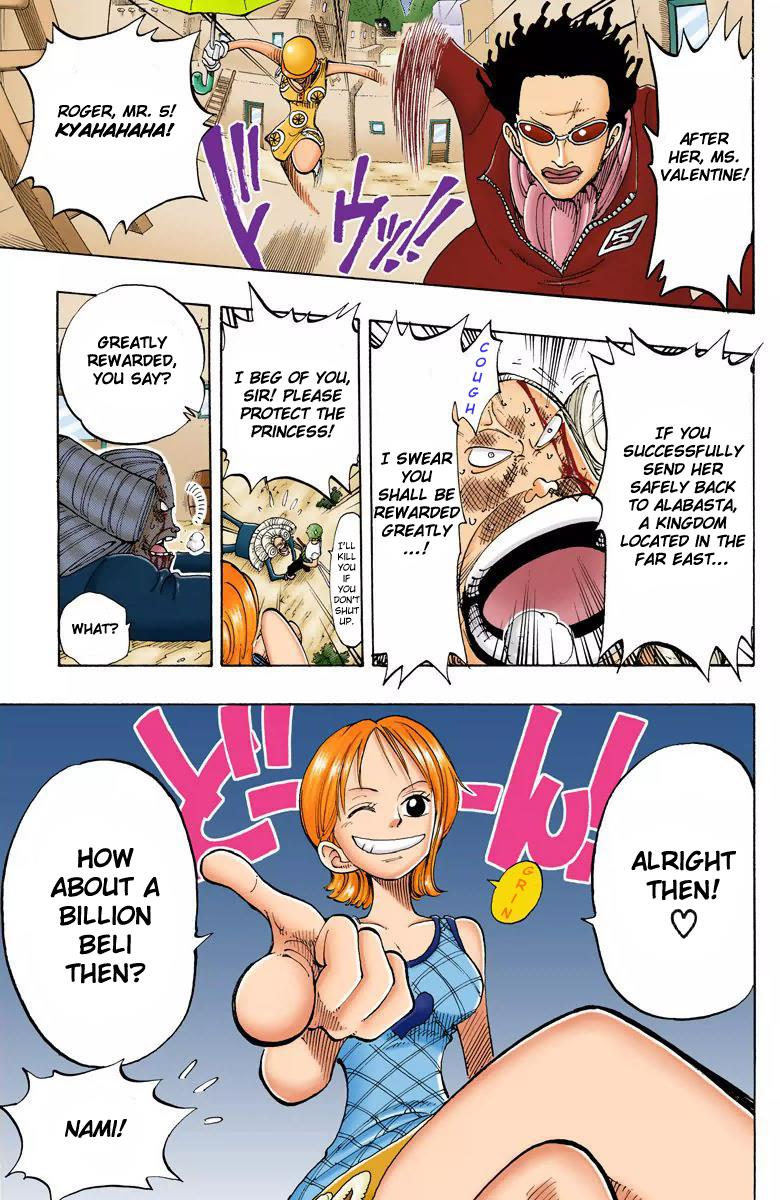 AFTER
HER, MS.
VALENTINE!
ROGER, MR. 5!
KYAHAHAHA!
ドドウッ!!
5
IF YOU
SUCCESSFULLY
SEND HER
SAFELY BACK
TO ALABASTA,
A KINGDOM
LOCATED IN THE
FAR EAST...
COUGH
I SWEAR
YOU
SHALL BE
REWARDED
GREATLY
...!
I BEG OF YOU,
SIR! PLEASE
PROTECT THE
PRINCESS!
I'LL
KILL
YOU IF
YOU
DON'T
SHUT
UP.
GREATLY
REWARDED,
YOU SAY?
WHAT?
ALRIGHT
THEN!
♡
GRIN
どーーん!
HOW
ABOUT A
BILLION
BELI
THEN?
NAMI!